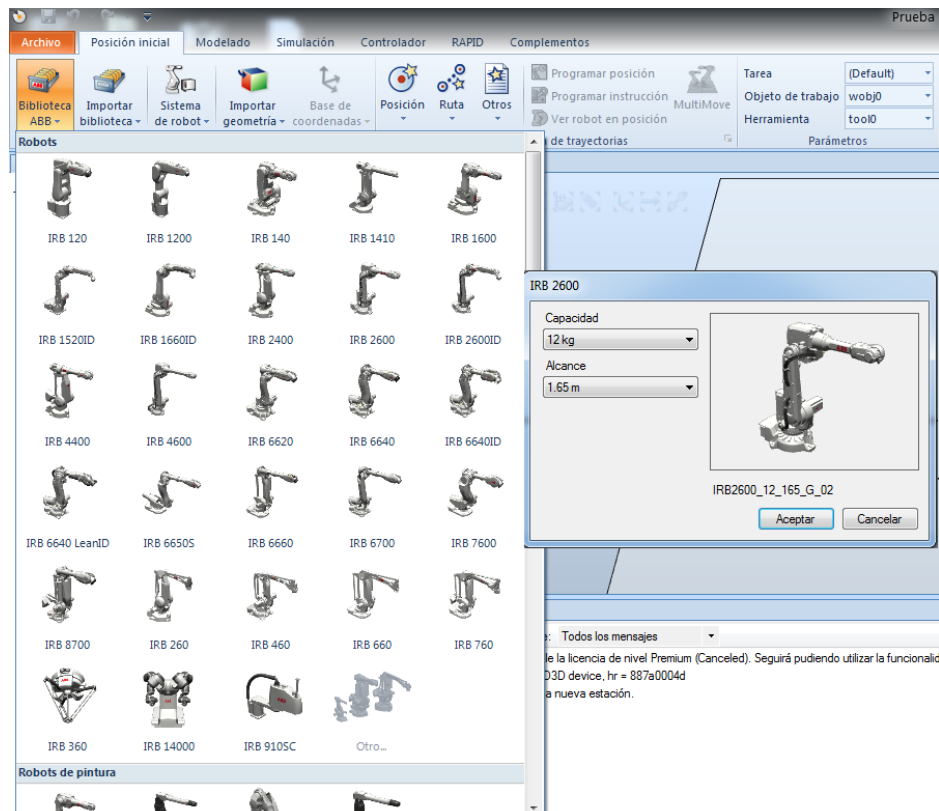 Prueba
Archivo Posición inicial Modelado Simulación Controlador RAPID Complementos
Biblioteca ABB
Importar biblioteca
Sistema de robot
Importar geometría
Base de coordenadas
Posición
Ruta
Otros
Programar posición
Programar instrucción
Ver robot en posición
MultiMove
Tarea (Default)
Objeto de trabajo wobj0
Herramienta tool0
de trayectorias
Parámetros
Robots
IRB 120 IRB 1200 IRB 140 IRB 1410 IRB 1600
IRB 1520ID IRB 1660ID IRB 2400 IRB 2600 IRB 2600ID
IRB 4400 IRB 4600 IRB 6620 IRB 6640 IRB 6640ID
IRB 6640 LeanID IRB 6650S IRB 6660 IRB 6700 IRB 7600
IRB 8700 IRB 260 IRB 460 IRB 660 IRB 760
IRB 360 IRB 14000 IRB 910SC Otro...
Robots de pintura
IRB 2600
Capacidad
12 kg
Alcance
1.65 m
IRB2600_12_165_G_02
Aceptar Cancelar
: Todos los mensajes
de la licencia de nivel Premium (Canceled). Seguirá pudiendo utilizar la funcionalid
D3D device, hr = 887a0004d
a nueva estación.